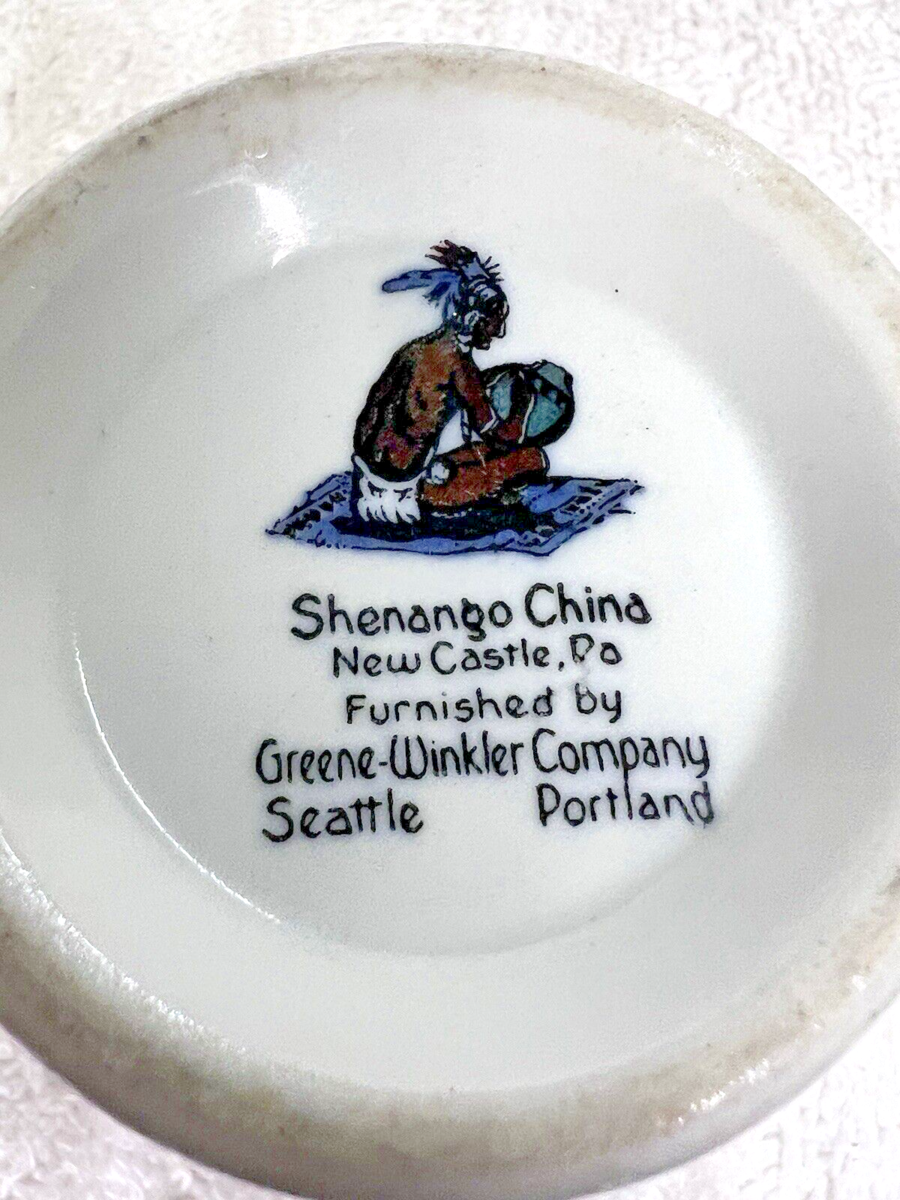 Shenango China
New Castle, Pa
Furnished by
Greene-Winkler Company
Seattle Portland